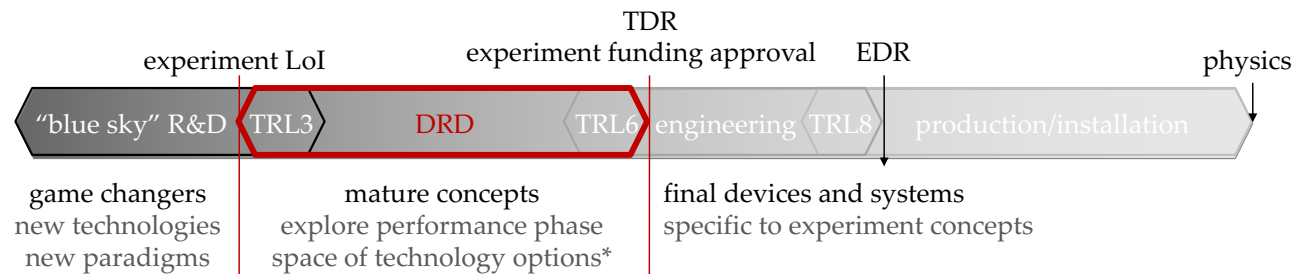 TDR
experiment LoI
experiment funding approval
EDR
physics
“blue sky” R&D
TRL3
DRD
TRL6
engineering
TRL8
production/installation
game changers
new technologies
new paradigms
mature concepts
explore performance phase
space of technology options*
final devices and systems
specific to experiment concepts